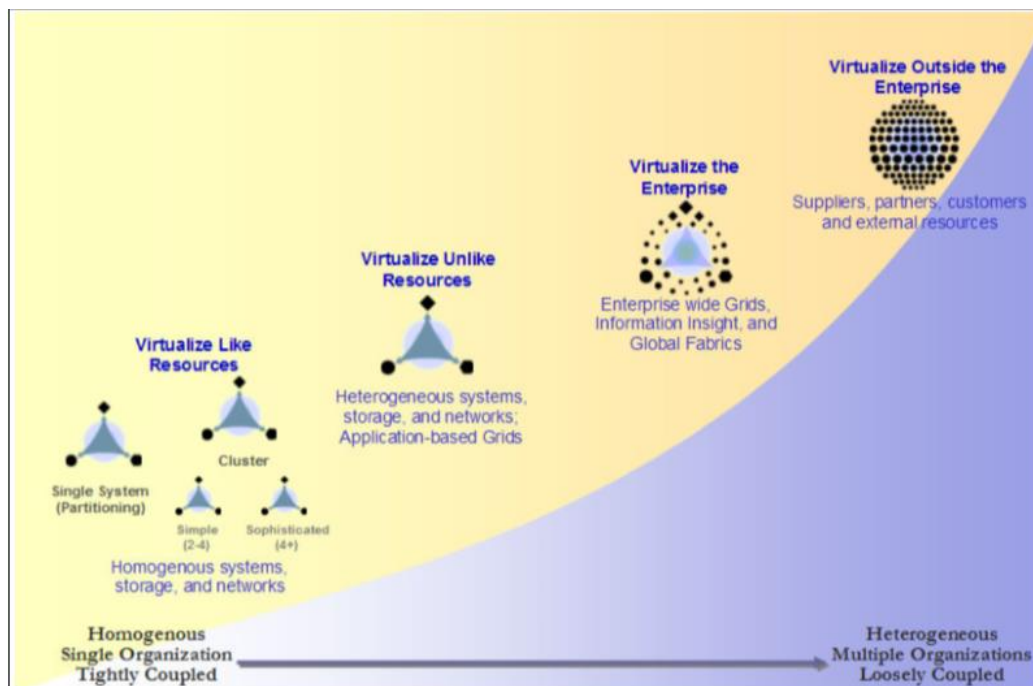 Virtualize Outside the
Enterprise
Suppliers, partners, customers
and external resources
Virtualize the
Enterprise
Enterprise wide Grids,
Information Insight, and
Global Fabrics
Virtualize Unlike
Resources
Heterogeneous systems,
storage, and networks;
Application-based Grids
Virtualize Like
Resources
Single System
(Partitioning)
Cluster
Simple
(2-4)
Sophisticated
(4+)
Homogenous systems,
storage, and networks
Homogenous
Single Organization
Tightly Coupled
Heterogeneous
Multiple Organizations
Loosely Coupled